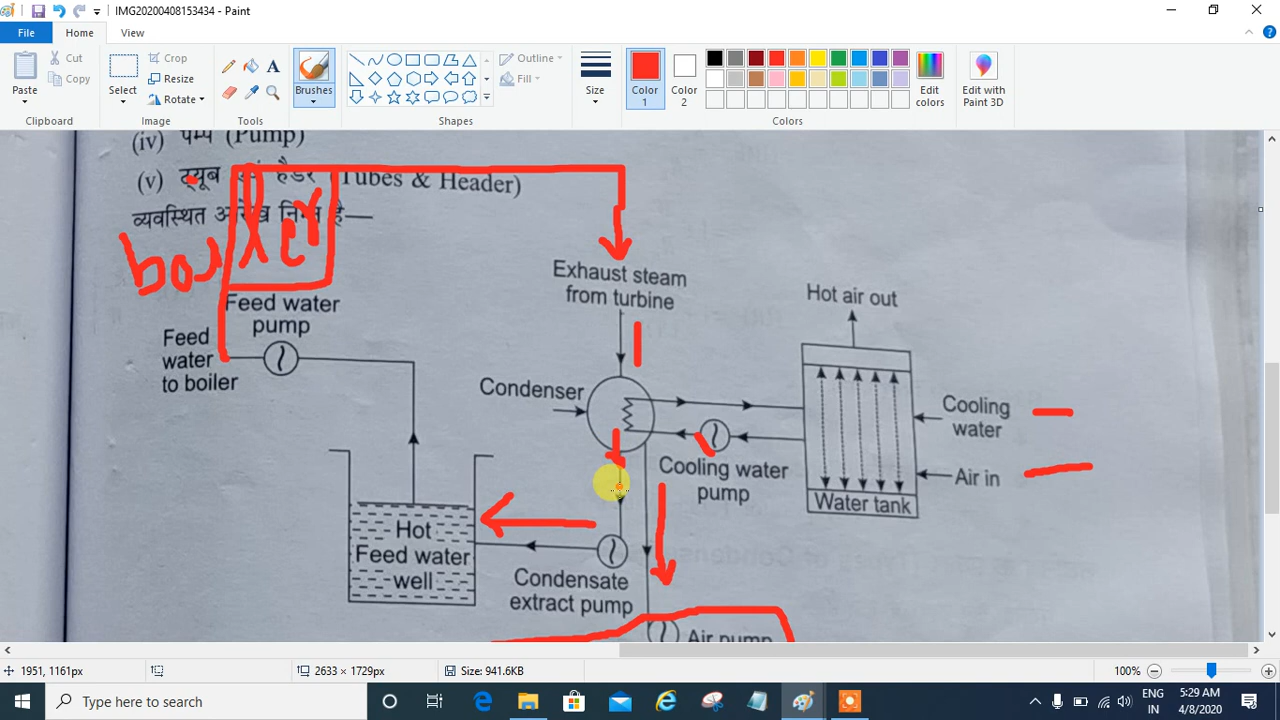 IMG20200408153434 - Paint
File
Home
View
Paste
Cut
Copy
Clipboard
Select
Crop
Resize
Rotate
Image
Tools
Brushes
Shapes
Outline
Fill
Size
Color 1
Color 2
Colors
Edit colors
Edit with Paint 3D
(iv) पम्प (Pump)
(v) ट्यूब एवं हैडर (Tubes & Header)
व्यवस्थित आरेख निम्न है—
boiler
Exhaust steam
from turbine
Hot air out
Feed water
pump
Feed
water
to boiler
Condenser
Cooling
water
Cooling water
pump
Air in
Water tank
Hot
Feed water
well
Condensate
extract pump
Air pump
1951, 1161px
2633 × 1729px
Size: 941.6KB
100%
Type here to search
ENG
IN
5:29 AM
4/8/2020